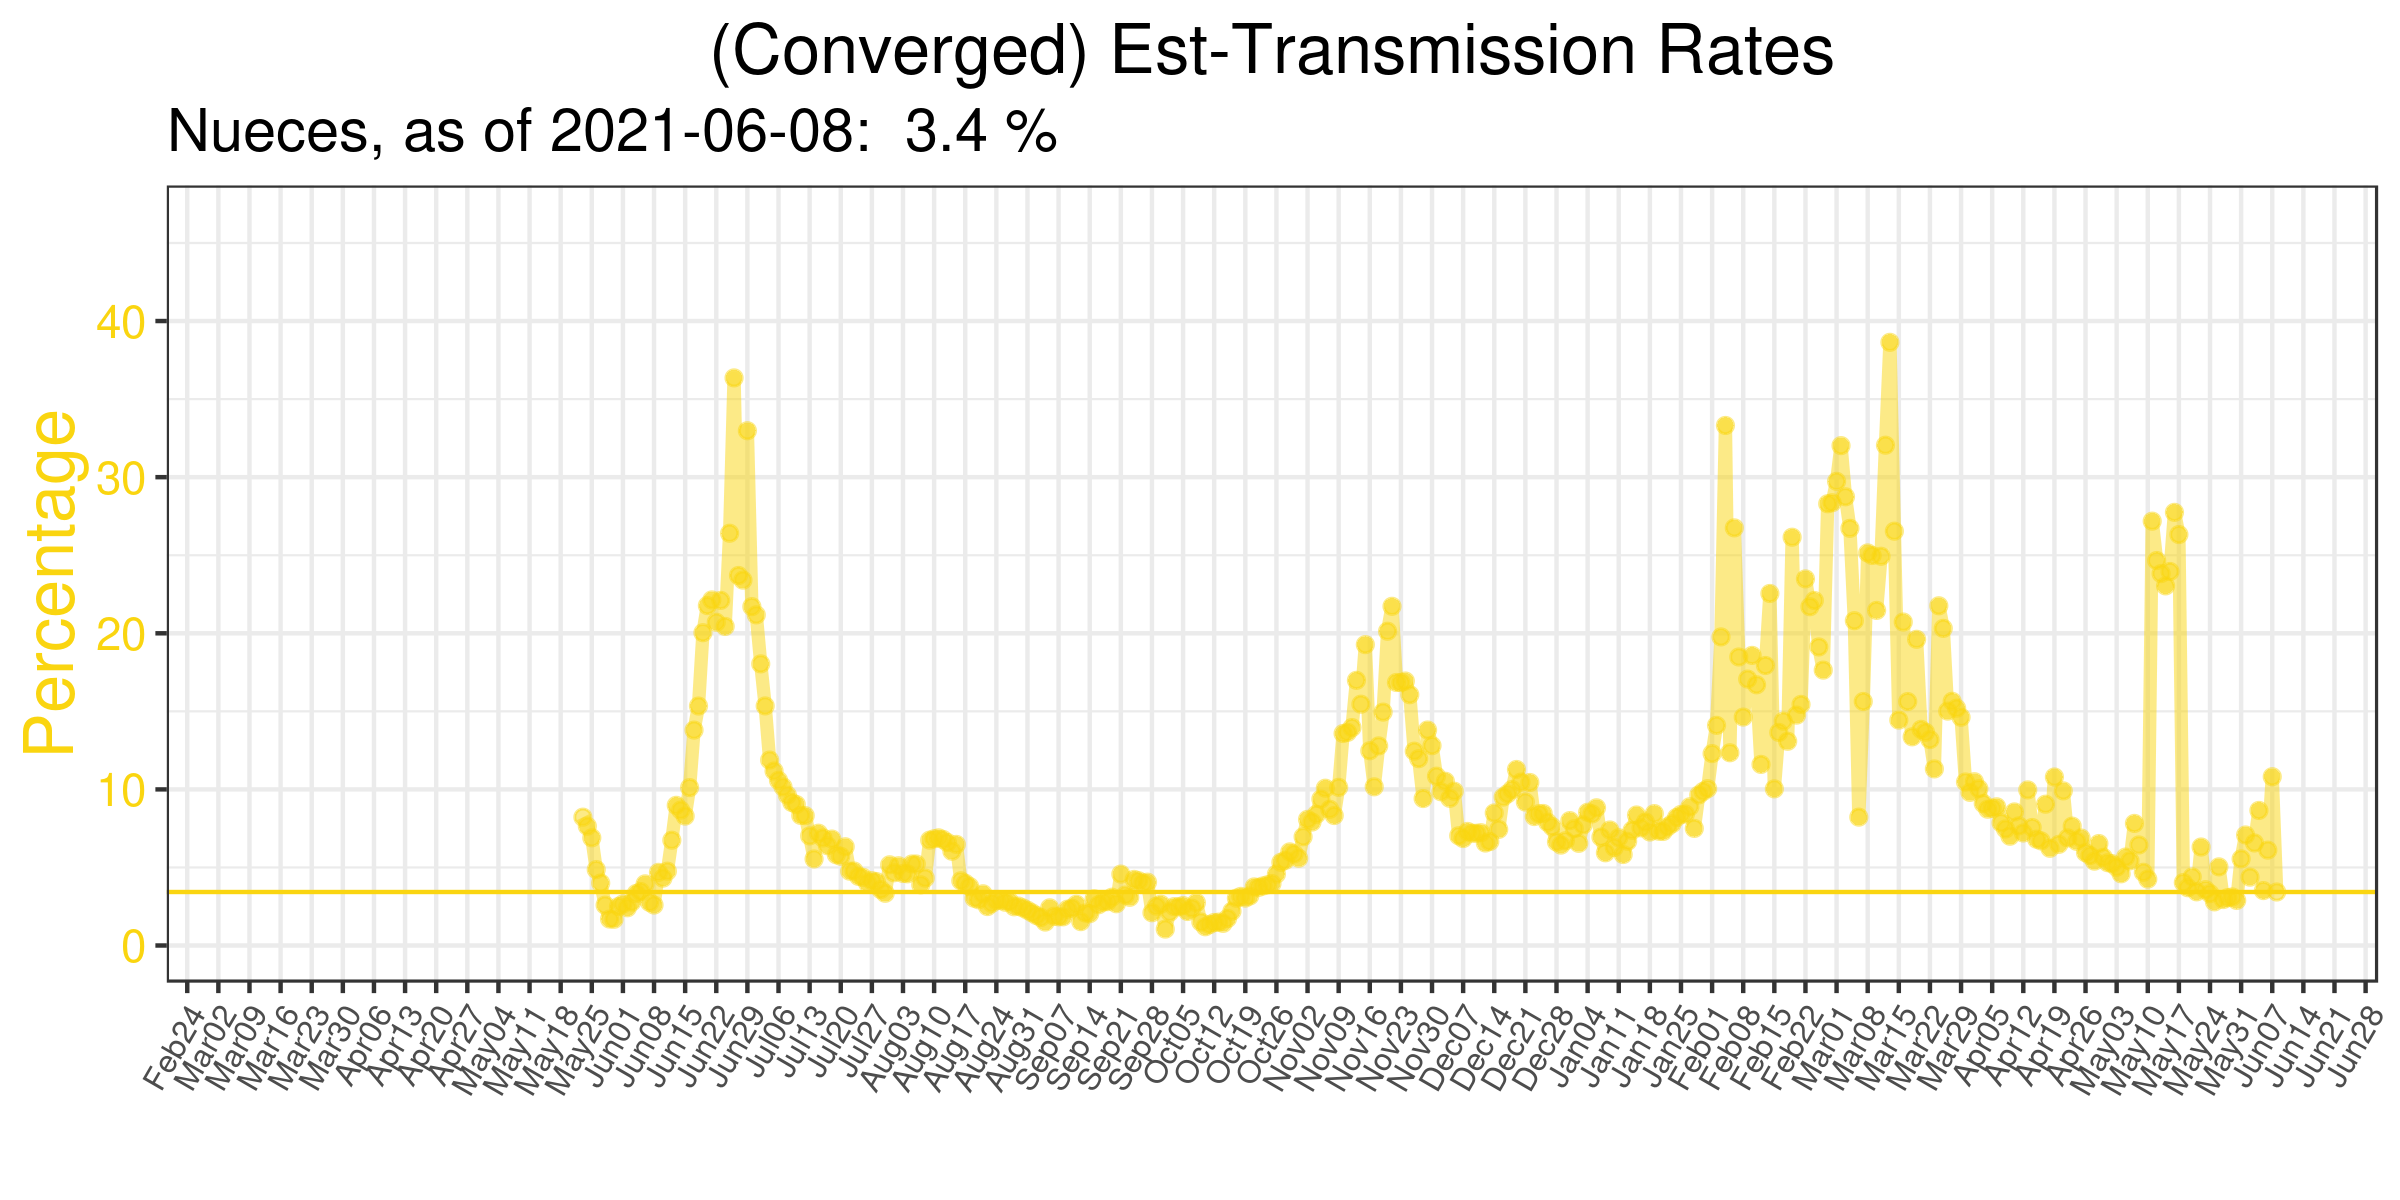 (Converged) Est-Transmission Rates
Nueces, as of 2021-06-08:  3.4 %
Percentage
40
30
20
10
0
Feb24
Mar02
Mar09
Mar16
Mar23
Mar30
Apr06
Apr13
Apr20
Apr27
May04
May11
May18
May25
Jun01
Jun08
Jun15
Jun22
Jun29
Jul06
Jul13
Jul20
Jul27
Aug03
Aug10
Aug17
Aug24
Aug31
Sep07
Sep14
Sep21
Sep28
Oct05
Oct12
Oct19
Oct26
Nov02
Nov09
Nov16
Nov23
Nov30
Dec07
Dec14
Dec21
Dec28
Jan04
Jan11
Jan18
Jan25
Feb01
Feb08
Feb15
Feb22
Mar01
Mar08
Mar15
Mar22
Mar29
Apr05
Apr12
Apr19
Apr26
May03
May10
May17
May24
May31
Jun07
Jun14
Jun21
Jun28